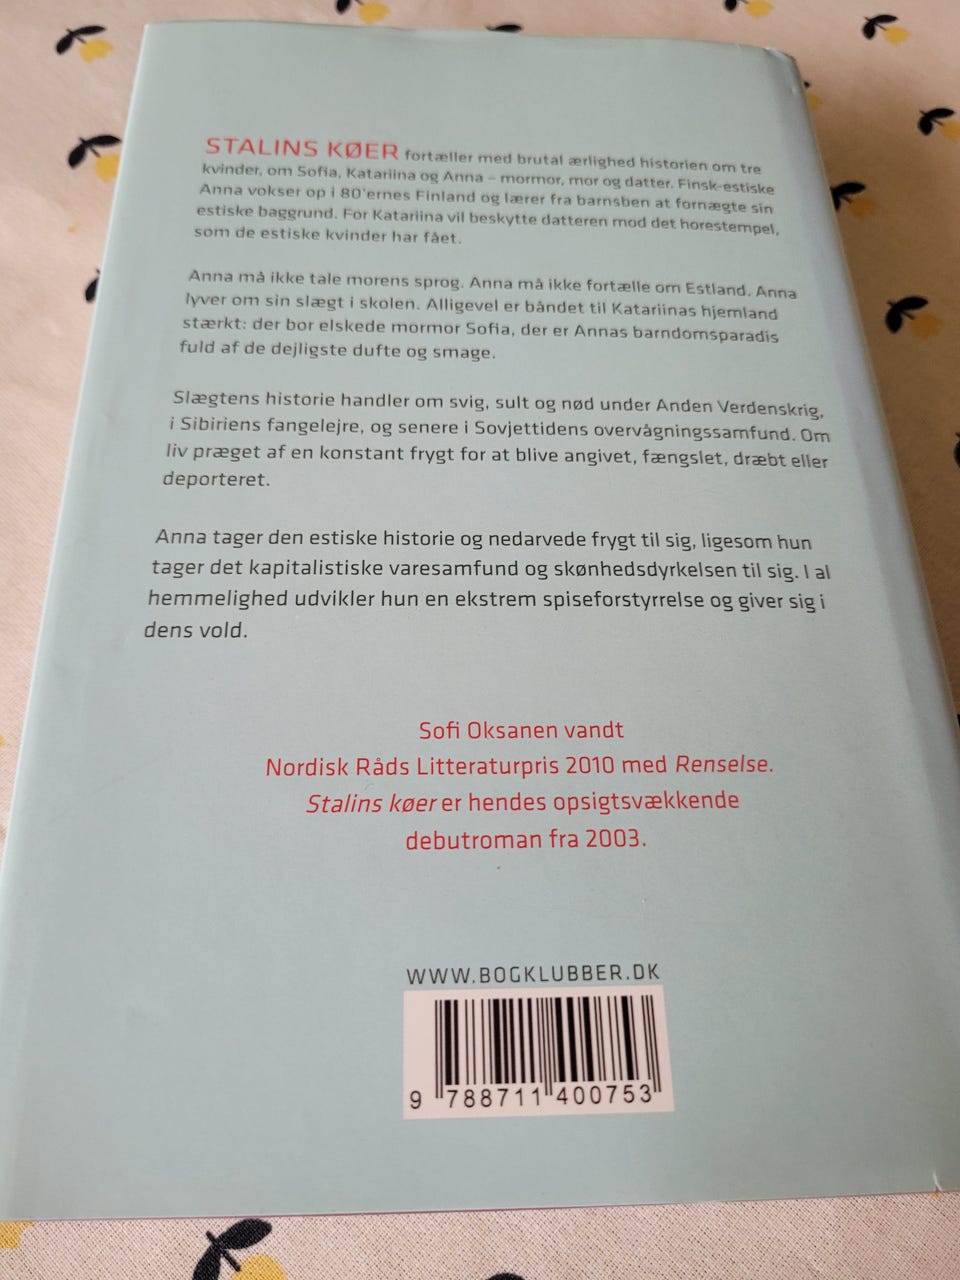 STALINS KØER fortæller med brutal ærlighed historien om tre
kvinder, om Sofia, Katariina og Anna – mormor, mor og datter. Finsk-estiske
Anna vokser op i 80'ernes Finland og lærer fra barnsben at fornægte sin
estiske baggrund. For Katariina vil beskytte datteren mod det horestempel,
som de estiske kvinder har fået.
Anna må ikke tale morens sprog. Anna må ikke fortælle om Estland. Anna
lyver om sin slægt i skolen. Alligevel er båndet til Katariinas hjemland
stærkt: der bor elskede mormor Sofia, der er Annas barndomsparadis
fuld af de dejligste dufte og smage.
Slægtens historie handler om svig, sult og nød under Anden Verdenskrig,
i Sibiriens fangelejre, og senere i Sovjettidens overvågningssamfund. Om
liv præget af en konstant frygt for at blive angivet, fængslet, dræbt eller
deporteret.
Anna tager den estiske historie og nedarvede frygt til sig, ligesom hun
tager det kapitalistiske varesamfund og skønhedsdyrkelsen til sig. I al
hemmelighed udvikler hun en ekstrem spiseforstyrrelse og giver sig i
dens vold.
Sofi Oksanen vandt
Nordisk Råds Litteraturpris 2010 med Renselse.
Stalins køer er hendes opsigtsvækkende
debutroman fra 2003.
WWW.BOGKLUBBER.DK
9 788711 400753